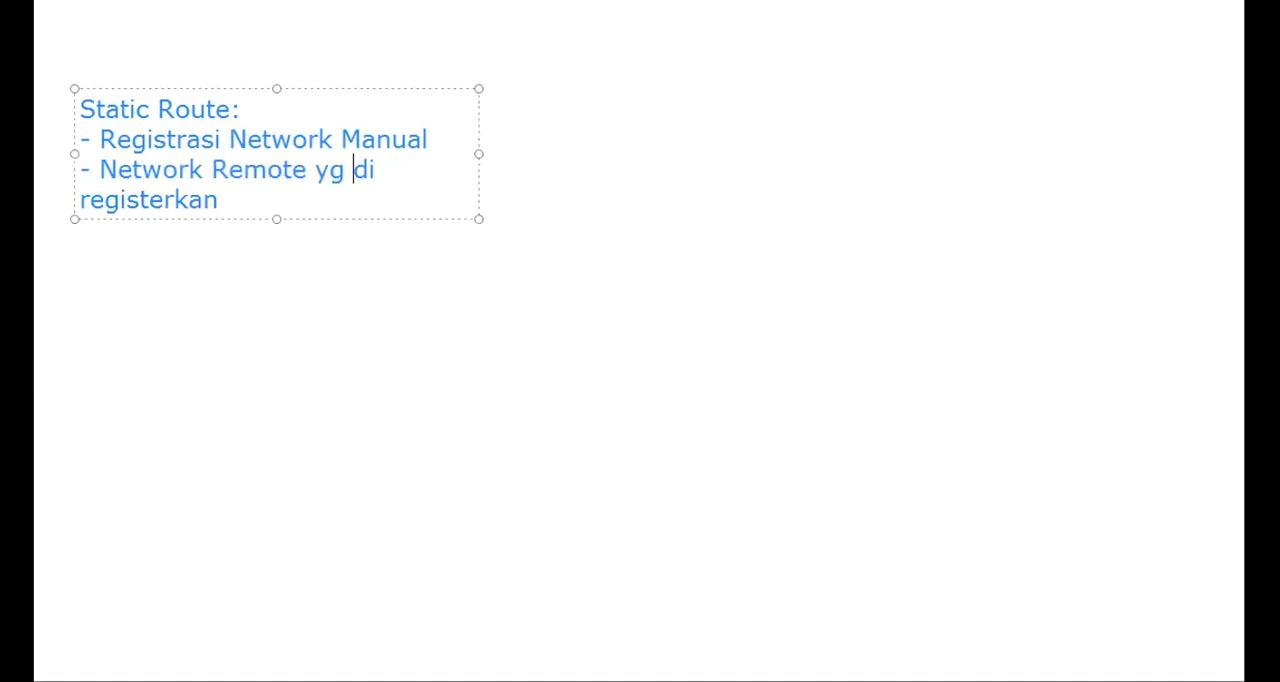 Static Route:
- Registrasi Network Manual
- Network Remote yg di
registerkan